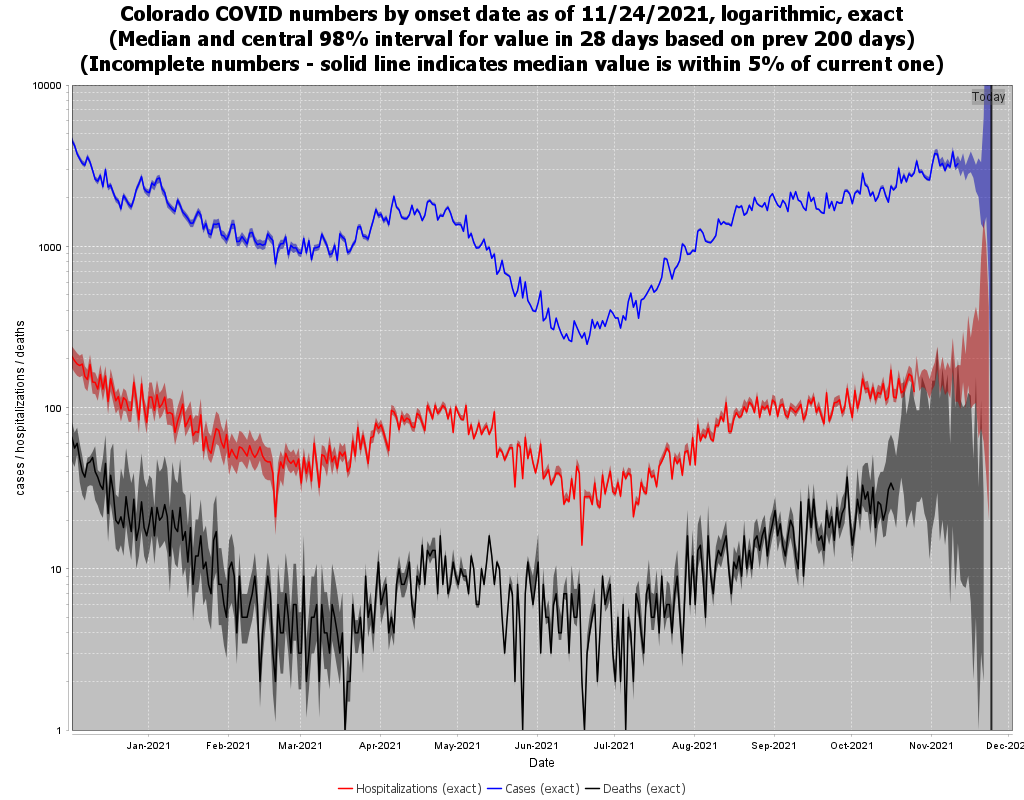 Colorado COVID numbers by onset date as of 11/24/2021, logarithmic, exact
(Median and central 98% interval for value in 28 days based on prev 200 days)
(Incomplete numbers - solid line indicates median value is within 5% of current one)
10000
Today
1000
cases / hospitalizations / deaths
100
10
1
Jan-2021 Feb-2021 Mar-2021 Apr-2021 May-2021 Jun-2021 Jul-2021 Aug-2021 Sep-2021 Oct-2021 Nov-2021 Dec-202
Date
Hospitalizations (exact) Cases (exact) Deaths (exact)